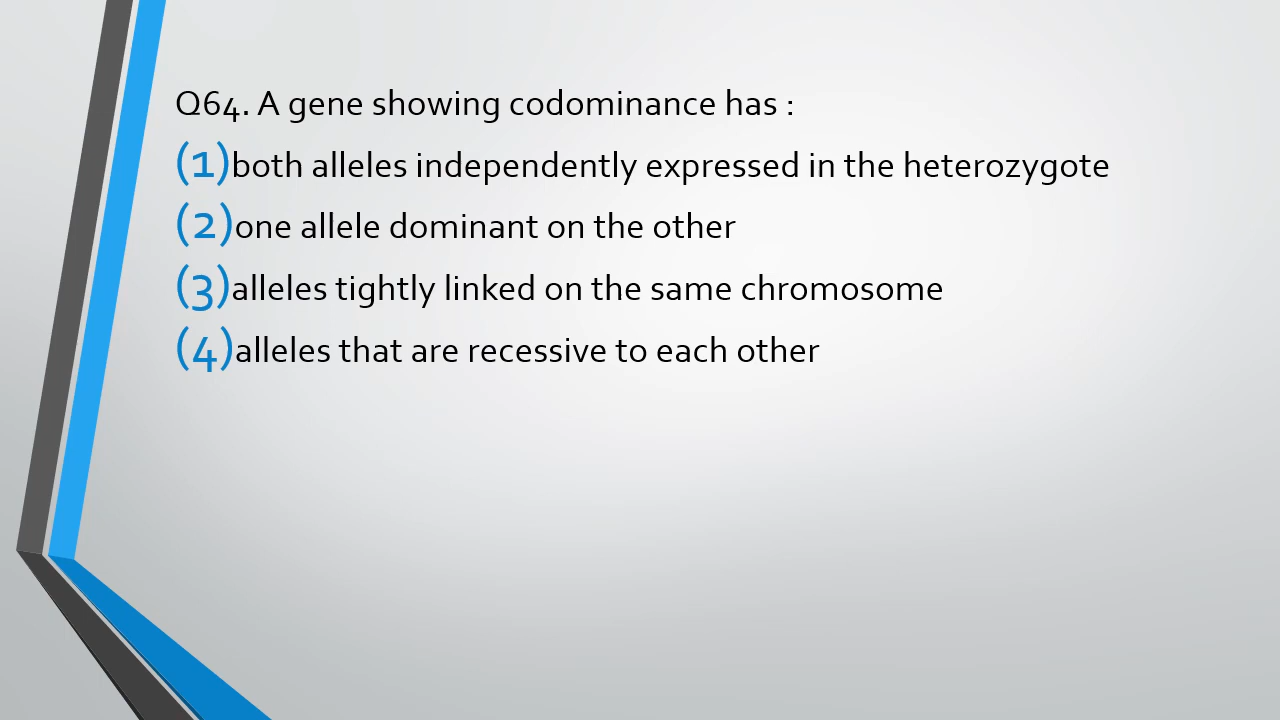 Q64. A gene showing codominance has :
(1)both alleles independently expressed in the heterozygote
(2)one allele dominant on the other
(3)alleles tightly linked on the same chromosome
(4)alleles that are recessive to each other